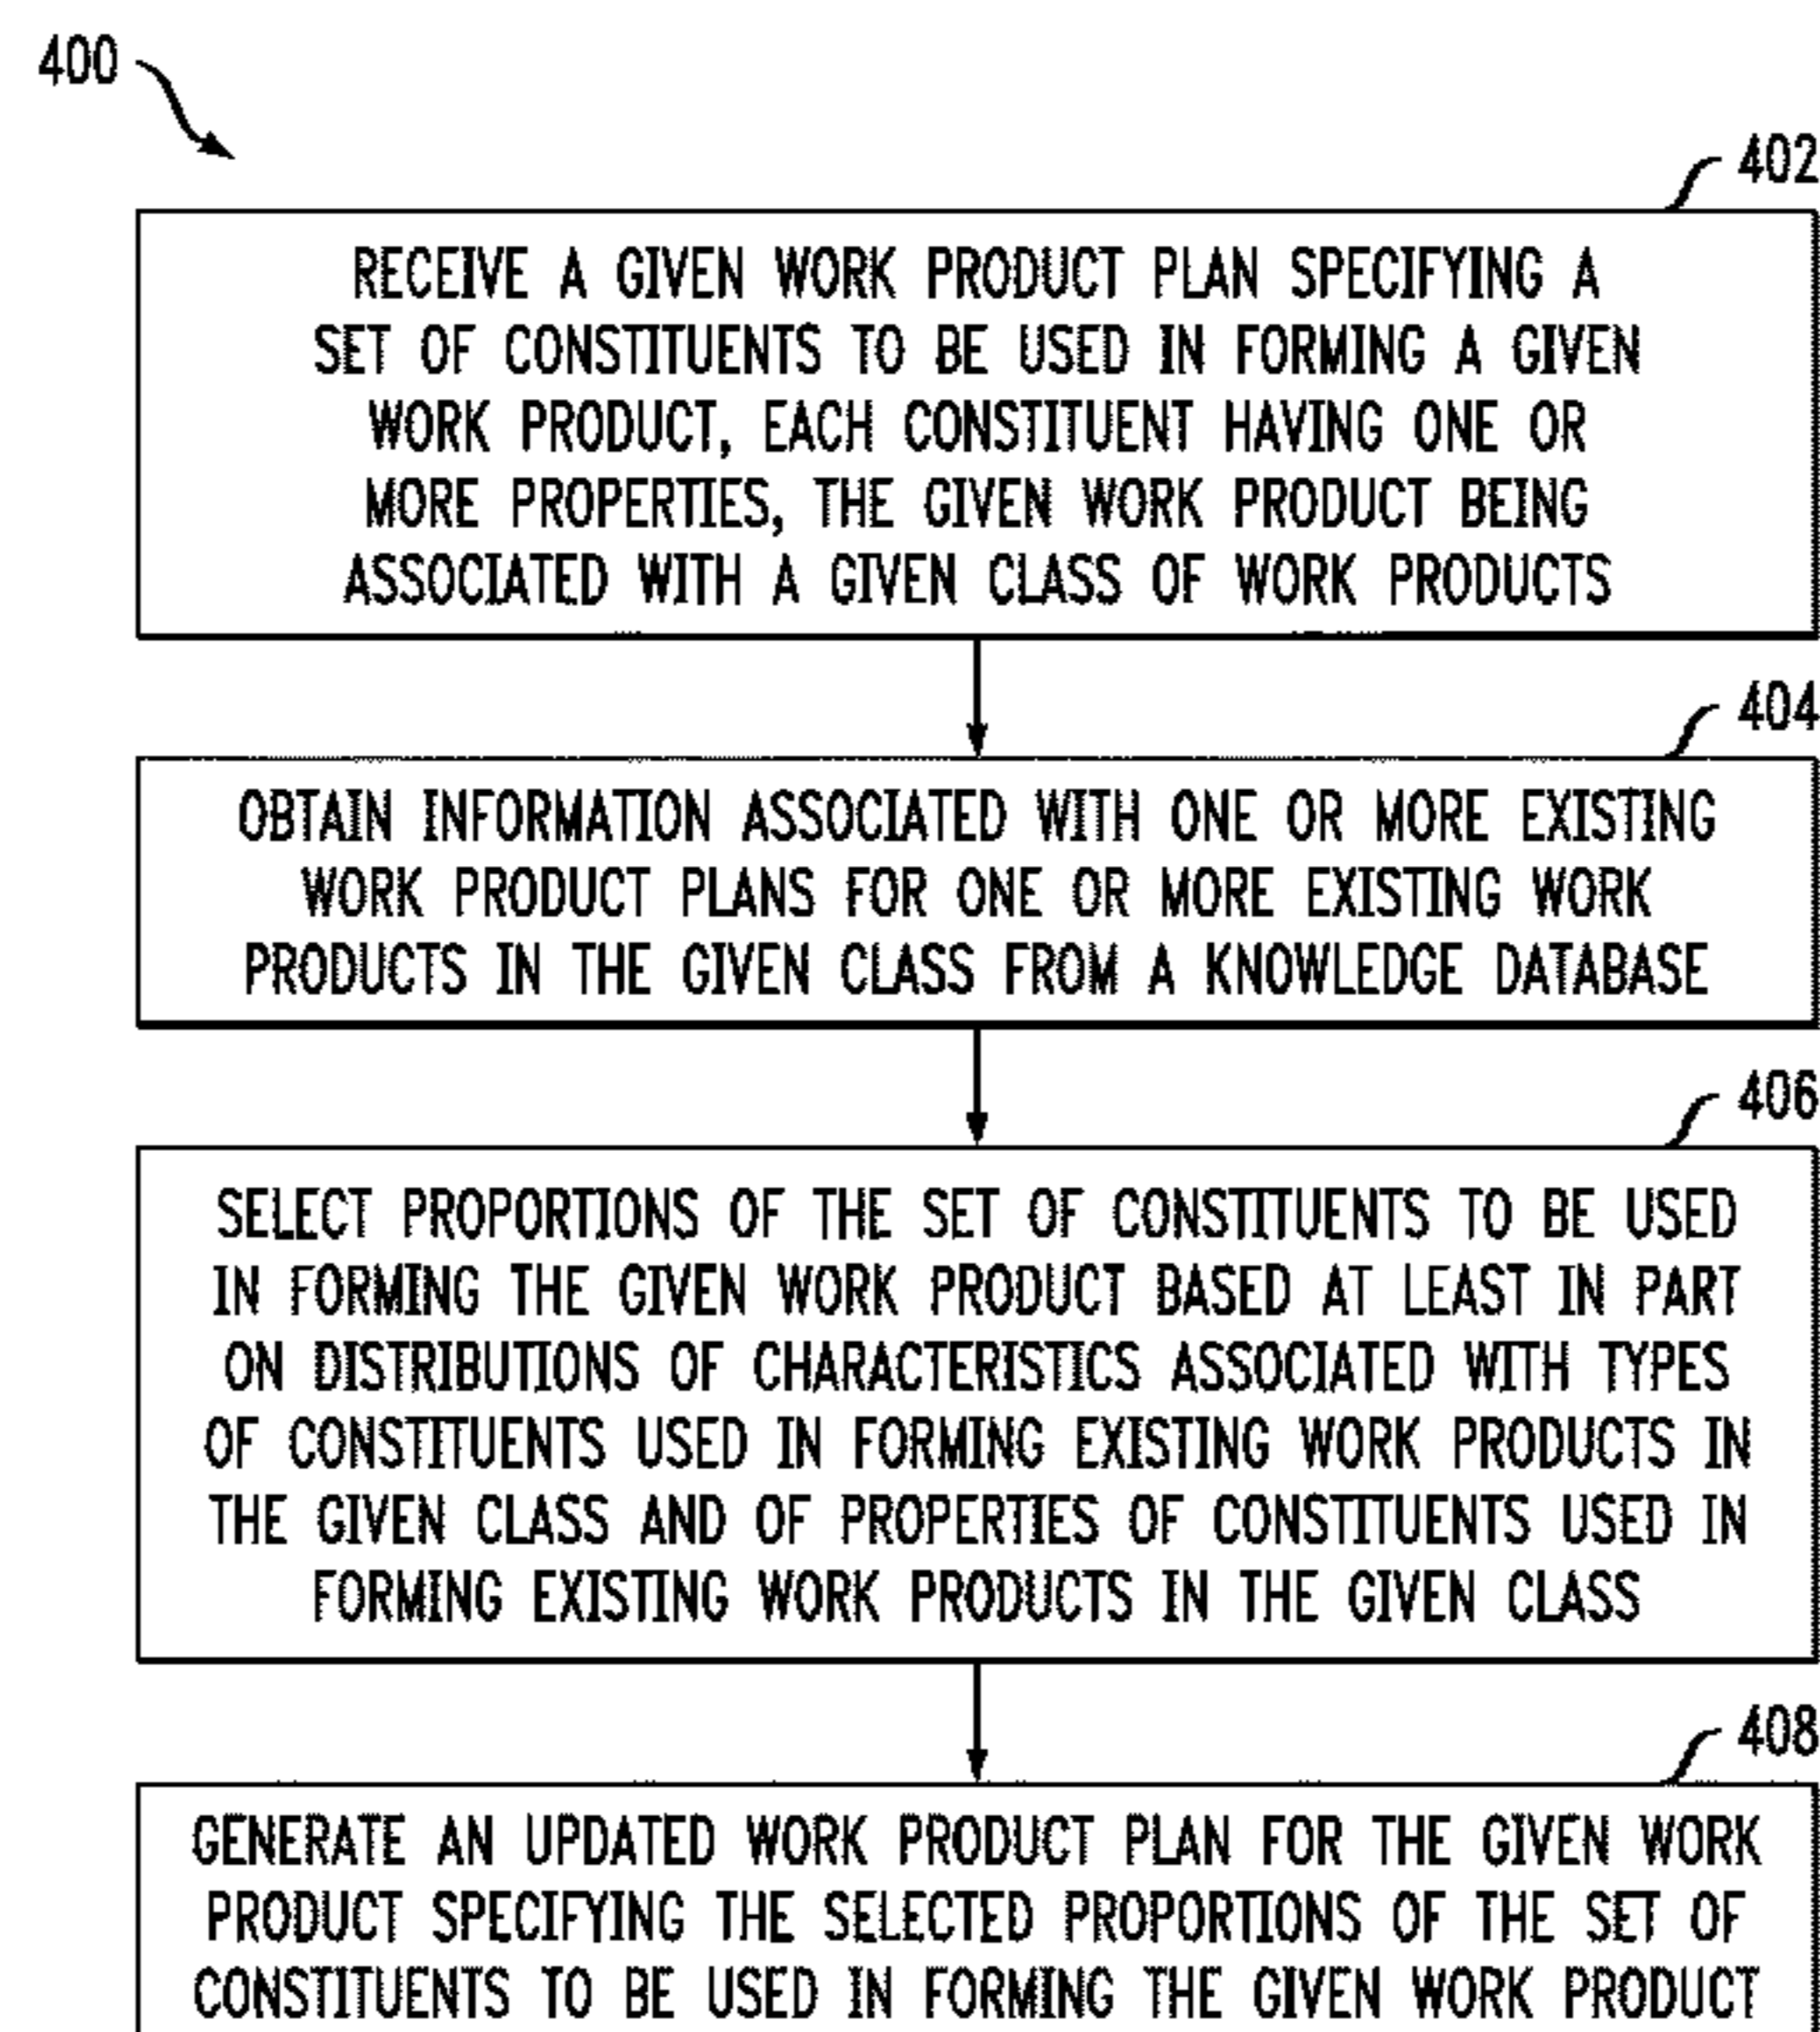 400
402
RECEIVE A GIVEN WORK PRODUCT PLAN SPECIFYING A
SET OF CONSTITUENTS TO BE USED IN FORMING A GIVEN
WORK PRODUCT, EACH CONSTITUENT HAVING ONE OR
MORE PROPERTIES, THE GIVEN WORK PRODUCT BEING
ASSOCIATED WITH A GIVEN CLASS OF WORK PRODUCTS
404
OBTAIN INFORMATION ASSOCIATED WITH ONE OR MORE EXISTING
WORK PRODUCT PLANS FOR ONE OR MORE EXISTING WORK
PRODUCTS IN THE GIVEN CLASS FROM A KNOWLEDGE DATABASE
406
SELECT PROPORTIONS OF THE SET OF CONSTITUENTS TO BE USED
IN FORMING THE GIVEN WORK PRODUCT BASED AT LEAST IN PART
ON DISTRIBUTIONS OF CHARACTERISTICS ASSOCIATED WITH TYPES
OF CONSTITUENTS USED IN FORMING EXISTING WORK PRODUCTS IN
THE GIVEN CLASS AND OF PROPERTIES OF CONSTITUENTS USED IN
FORMING EXISTING WORK PRODUCTS IN THE GIVEN CLASS
408
GENERATE AN UPDATED WORK PRODUCT PLAN FOR THE GIVEN WORK
PRODUCT SPECIFYING THE SELECTED PROPORTIONS OF THE SET OF
CONSTITUENTS TO BE USED IN FORMING THE GIVEN WORK PRODUCT